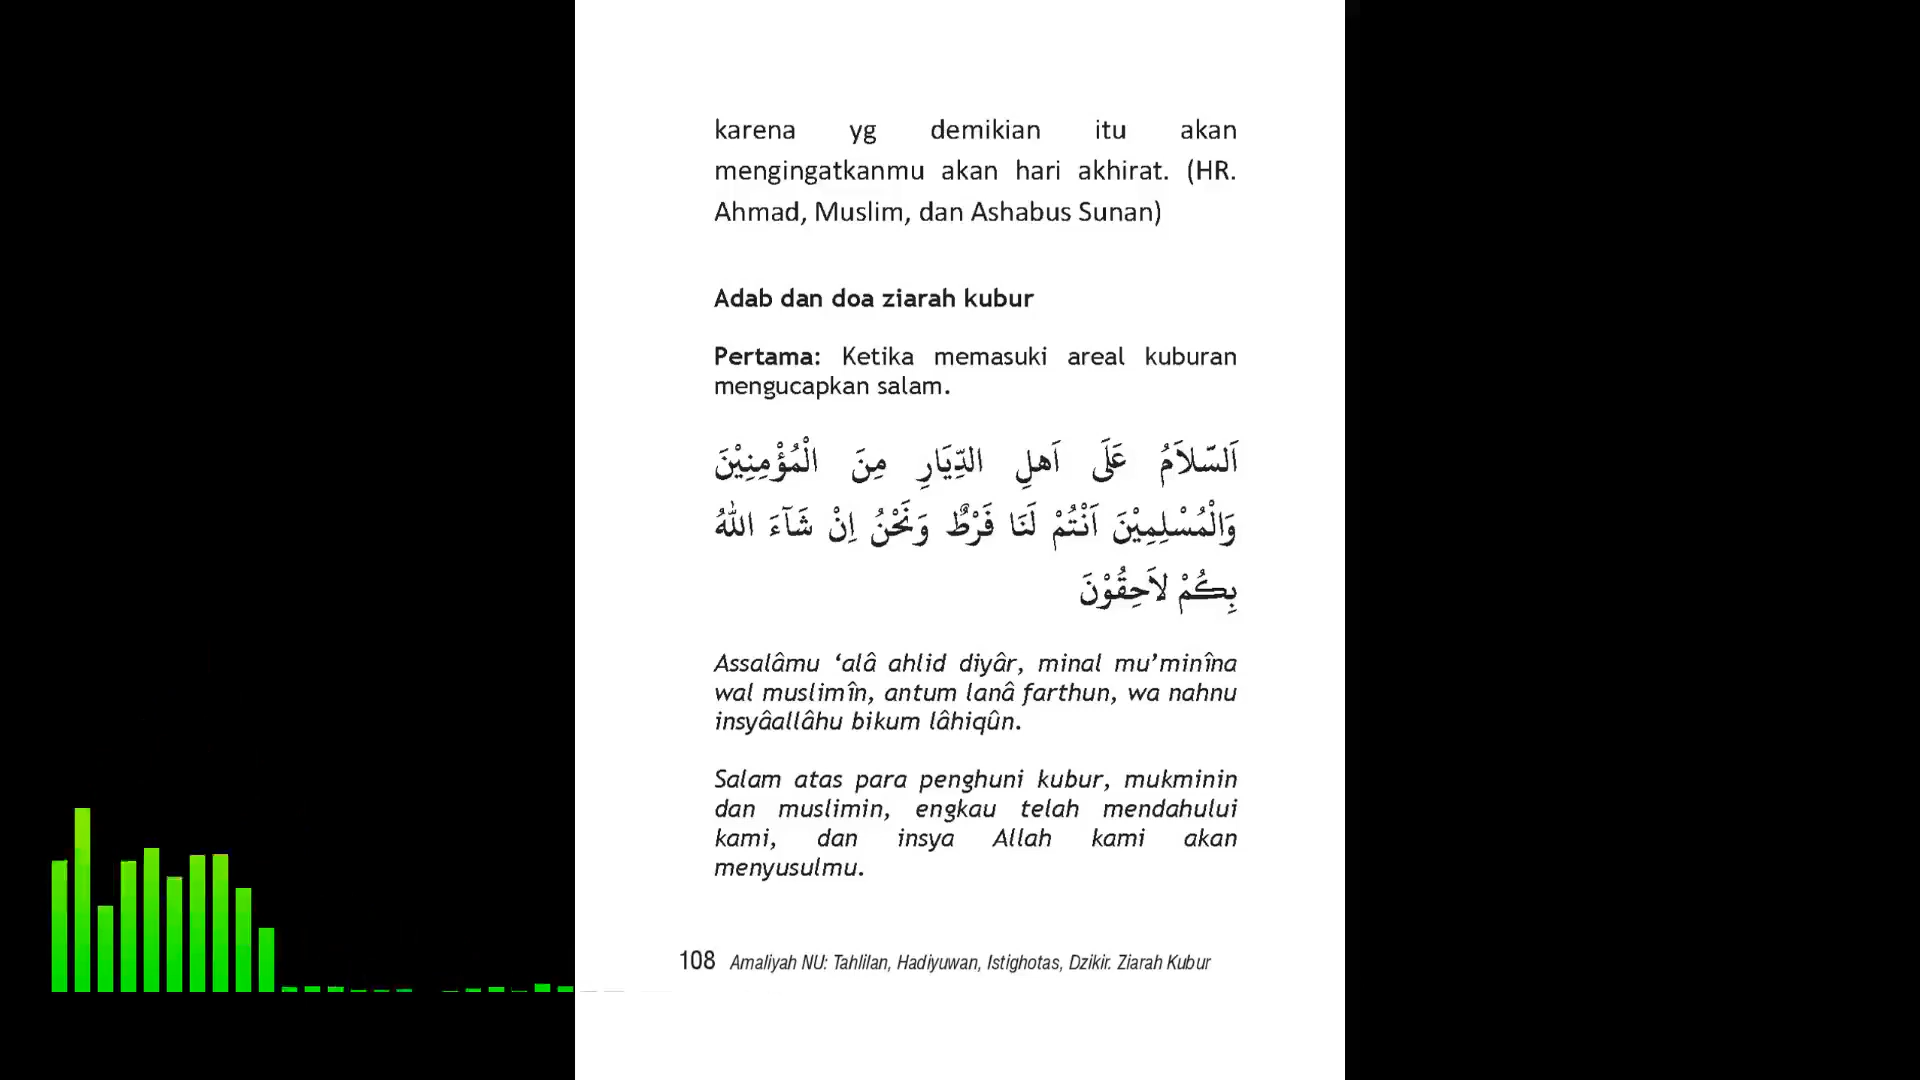 karena yg demikian itu akan
mengingatkanmu akan hari akhirat. (HR.
Ahmad, Muslim, dan Ashabus Sunan)
Adab dan doa ziarah kubur
Pertama: Ketika memasuki areal kuburan
mengucapkan salam.
اَلسّلاَمُ عَلَى اَهلِ الدِّيَارِ مِنَ الْمُؤْمِنِيْنَ
وَالْمُسْلِمِيْنَ اَنْتُمْ لَنَا فَرْطٌ وَنَحْنُ اِنْ شَآءَ اللهُ
بِكُمْ لاَحِقُوْنَ
Assalâmu ‘alâ ahlid diyâr, minal mu’minîna
wal muslimîn, antum lanâ farthun, wa nahnu
insyâallâhu bikum lâhiqûn.
Salam atas para penghuni kubur, mukminin
dan muslimin, engkau telah mendahului
kami, dan insya Allah kami akan
menyusulmu.
108 Amaliyah NU: Tahlilan, Hadiyuwan, Istighotas, Dzikir. Ziarah Kubur